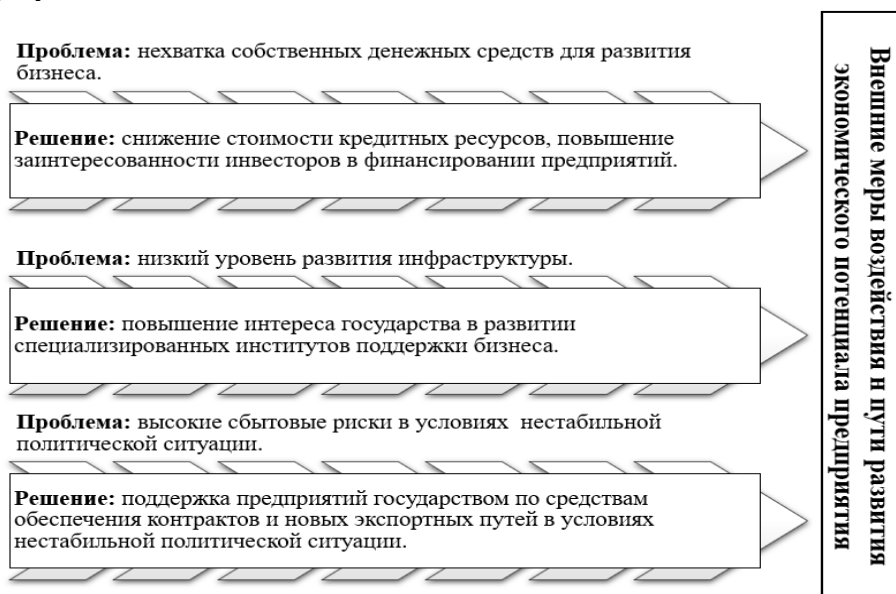 Проблема: нехватка собственных денежных средств для развития
бизнеса.
Решение: снижение стоимости кредитных ресурсов, повышение
заинтересованности инвесторов в финансировании предприятий.
Проблема: низкий уровень развития инфраструктуры.
Решение: повышение интереса государства в развитии
специализированных институтов поддержки бизнеса.
Проблема: высокие сбытовые риски в условиях нестабильной
политической ситуации.
Решение: поддержка предприятий государством по средствам
обеспечения контрактов и новых экспортных путей в условиях
нестабильной политической ситуации.
Внешние меры воздействия н пути развития
экономического потенциала предприятия